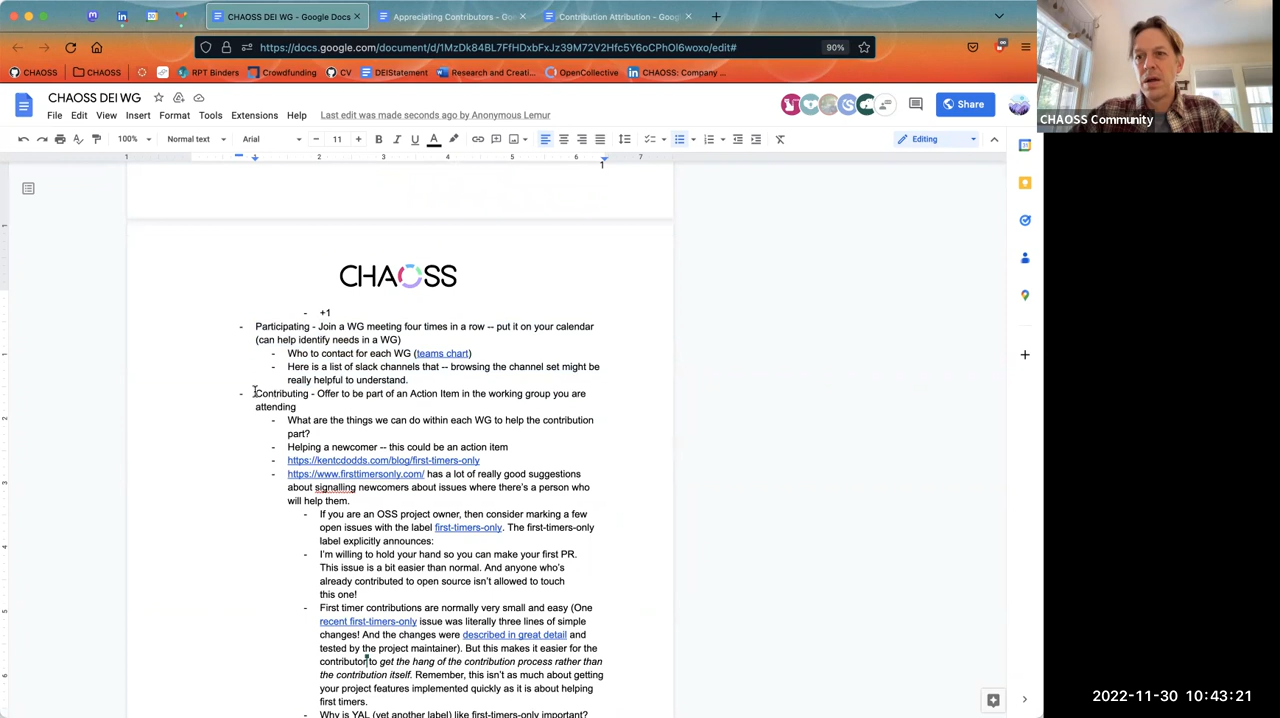 CHAOSS DEI WG - Google Docs
Appreciating Contributors - Go
Contribution Attribution - Goog
https://docs.google.com/document/d/1MzDk84BL7FfHDxbFxJz39M72V2Hfc5Y6oCPhOl6woxo/edit#
90%
CHAOSS
CHAOSS
RPT Binders
Crowdfunding
CV
DEIStatement
Research and Creati...
OpenCollective
CHAOSS: Company ...
CHAOSS DEI WG
File Edit View Insert Format Tools Extensions Help
Last edit was made seconds ago by Anonymous Lemur
Share
100% Normal text Arial 11 Editing
1 2 3 4 5 6 7
CHAOSS
- +1
- Participating - Join a WG meeting four times in a row -- put it on your calendar
(can help identify needs in a WG)
- Who to contact for each WG (teams chart)
- Here is a list of slack channels that -- browsing the channel set might be
really helpful to understand.
- Contributing - Offer to be part of an Action Item in the working group you are
attending
- What are the things we can do within each WG to help the contribution
part?
- Helping a newcomer -- this could be an action item
- https://kentcdodds.com/blog/first-timers-only
- https://www.firsttimersonly.com/ has a lot of really good suggestions
about signalling newcomers about issues where there's a person who
will help them.
- If you are an OSS project owner, then consider marking a few
open issues with the label first-timers-only. The first-timers-only
label explicitly announces:
- I'm willing to hold your hand so you can make your first PR.
This issue is a bit easier than normal. And anyone who's
already contributed to open source isn't allowed to touch
this one!
- First timer contributions are normally very small and easy (One
recent first-timers-only issue was literally three lines of simple
changes! And the changes were described in great detail and
tested by the project maintainer). But this makes it easier for the
contributor to get the hang of the contribution process rather than
the contribution itself. Remember, this isn't as much about getting
your project features implemented quickly as it is about helping
first timers.
- Why is YAL (yet another label) like first-timers-only important?
CHAOSS Community
2022-11-30 10:43:21